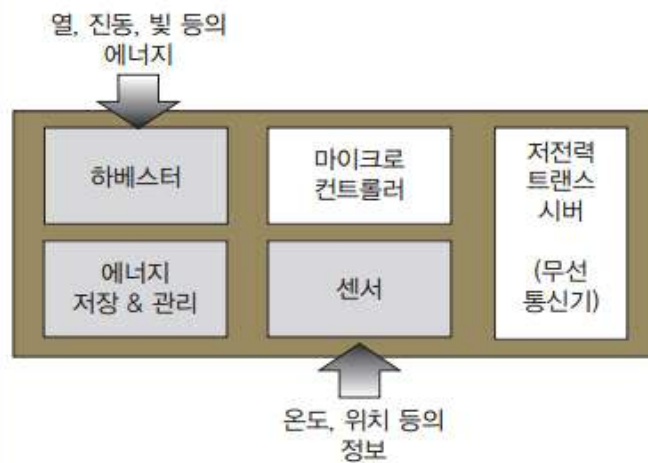 열, 진동, 빛 등의
에너지
하베스터
마이크로
컨트롤러
저전력
트랜스
시버
(무선
통신기)
에너지
저장 & 관리
센서
온도, 위치 등의
정보